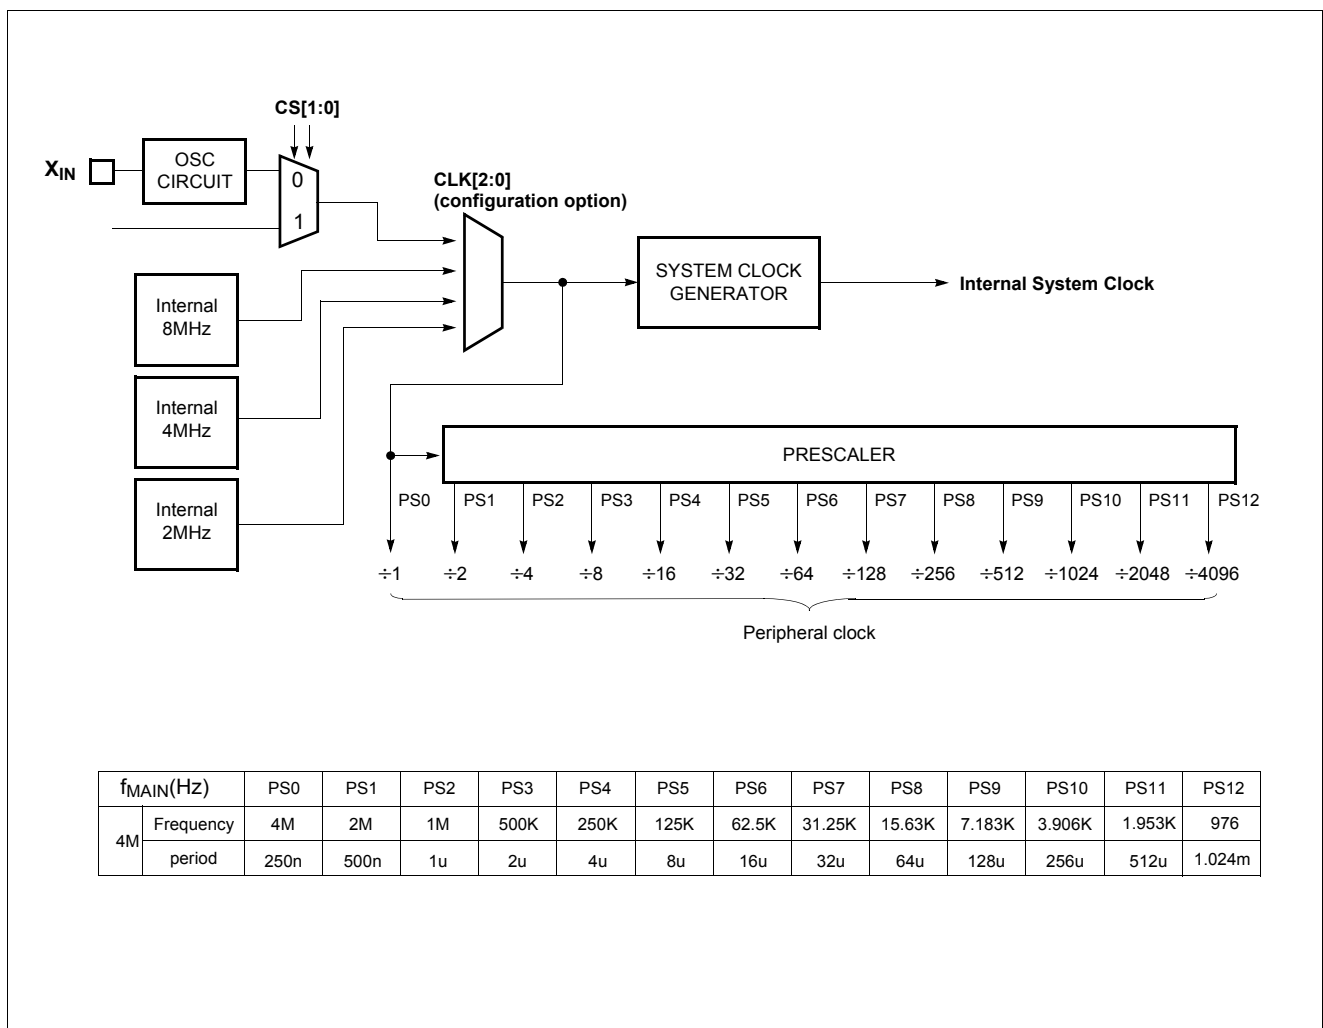 CS[1:0]
XIN
OSC
CIRCUIT
0
1
CLK[2:0]
(configuration option)
SYSTEM CLOCK
GENERATOR
Internal System Clock
Internal
8MHz
Internal
4MHz
Internal
2MHz
PRESCALER
PS0 PS1 PS2 PS3 PS4 PS5 PS6 PS7 PS8 PS9 PS10 PS11 PS12
÷1 ÷2 ÷4 ÷8 ÷16 ÷32 ÷64 ÷128 ÷256 ÷512 ÷1024 ÷2048 ÷4096
Peripheral clock
fMAIN(Hz) PS0 PS1 PS2 PS3 PS4 PS5 PS6 PS7 PS8 PS9 PS10 PS11 PS12
4M
Frequency 4M 2M 1M 500K 250K 125K 62.5K 31.25K 15.63K 7.183K 3.906K 1.953K 976
period 250n 500n 1u 2u 4u 8u 16u 32u 64u 128u 256u 512u 1.024m